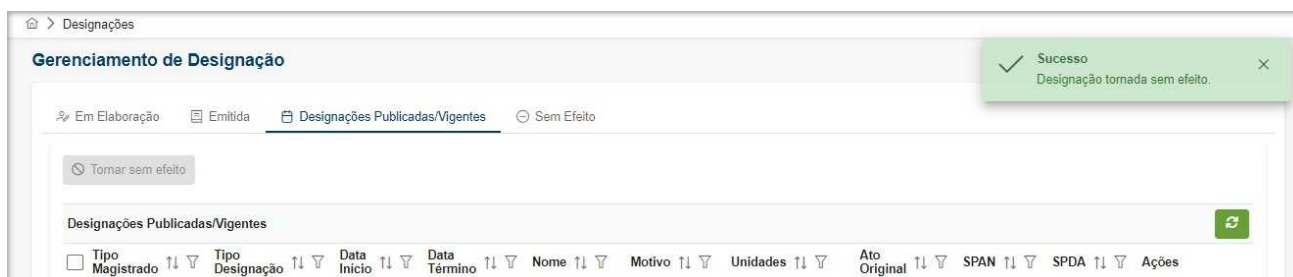 Designações
Gerenciamento de Designação
Sucesso
Designação tornada sem efeito.
Em Elaboração Emitida Designações Publicadas/Vigentes Sem Efeito
Tornar sem efeito
Designações Publicadas/Vigentes
Tipo Magistrado Tipo Designação Data Início Data Término Nome Motivo Unidades Ato Original SPAN SPDA Ações